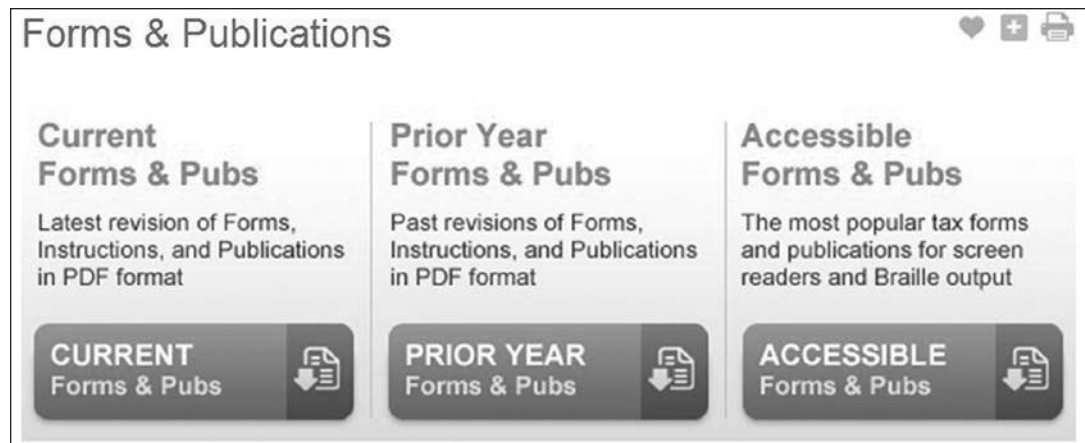 Forms & Publications
Current
Forms & Pubs
Latest revision of Forms,
Instructions, and Publications
in PDF format
CURRENT
Forms & Pubs
Prior Year
Forms & Pubs
Past revisions of Forms,
Instructions, and Publications
in PDF format
PRIOR YEAR
Forms & Pubs
Accessible
Forms & Pubs
The most popular tax forms
and publications for screen
readers and Braille output
ACCESSIBLE
Forms & Pubs